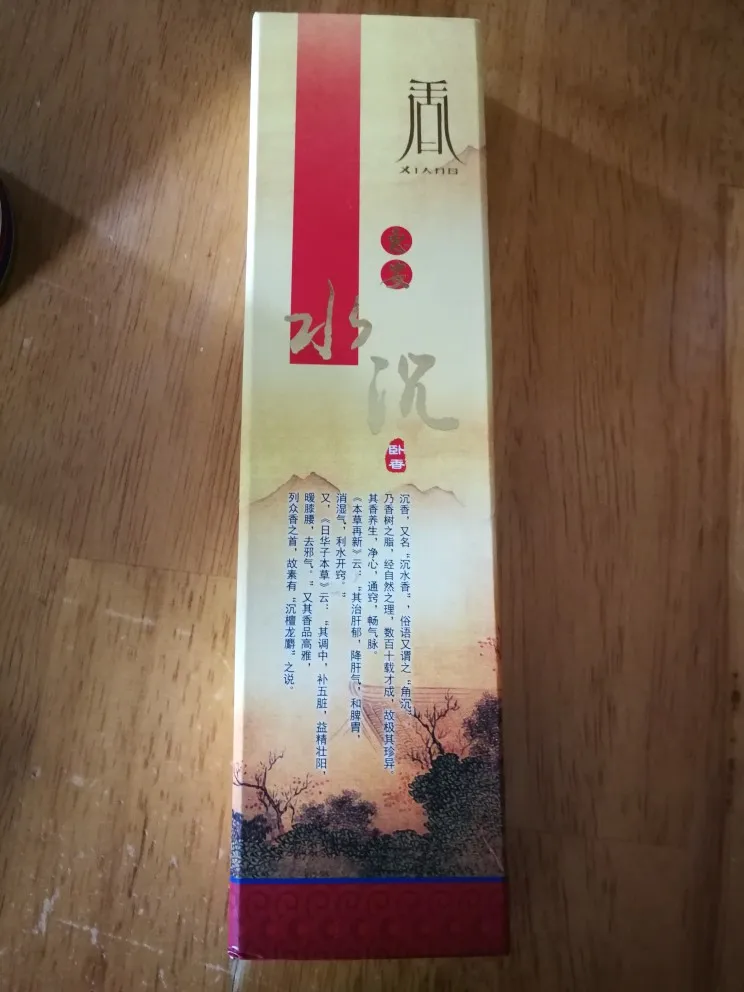 香
XIANG
惠安
水沉
卧香
沉香，又名“沉水香”，俗语又谓之“角沉”，
乃香树之脂，经自然之理，数百十载才成，故极其珍异。
其香养生，净心，通窍，畅气脉。
《本草再新》云：“其治肝郁，降肝气，和脾胃，
消湿气，利水开窍。”
又，《日华子本草》云：“其调中，补五脏，益精壮阳，
暖膝腰，去邪气。”又其香品高雅，
列众香之首，故素有“沉檀龙麝”之说。